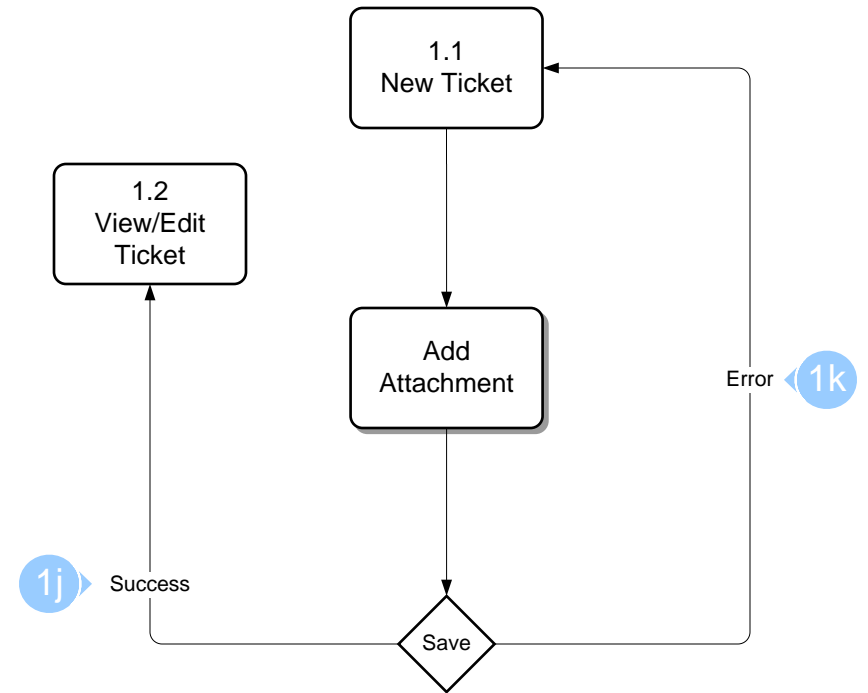 1.1
New Ticket
1.2
View/Edit
Ticket
Add
Attachment
Error
1k
1j
Success
Save